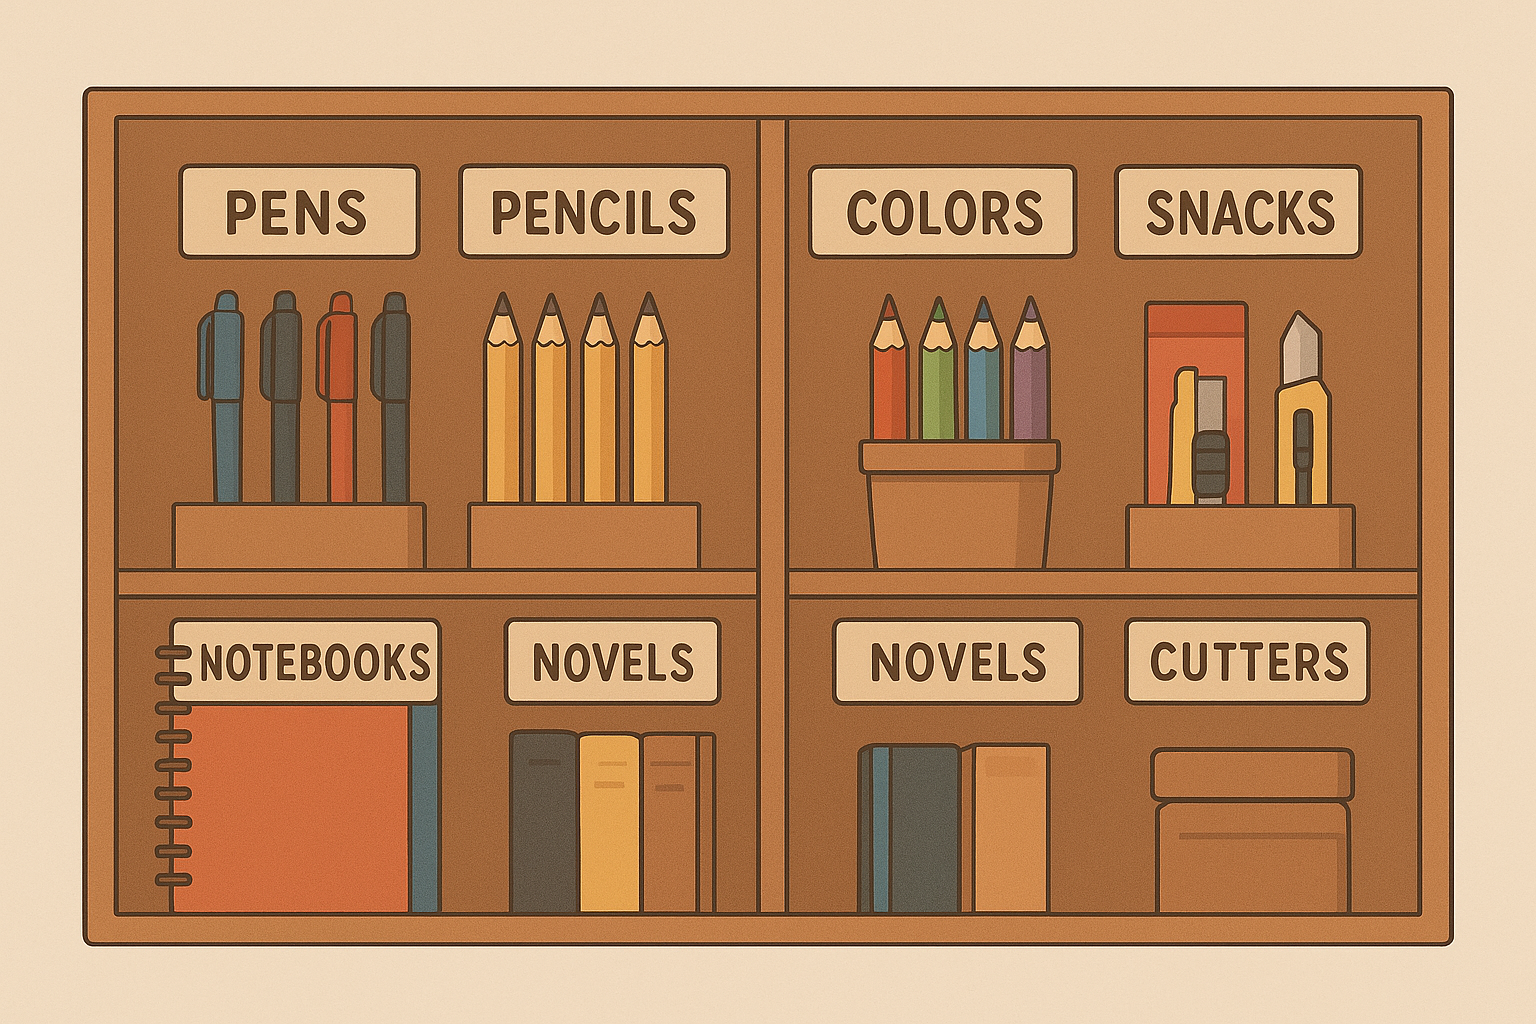 PENS
PENCILS
COLORS
SNACKS
NOTEBOOKS
NOVELS
NOVELS
CUTTERS